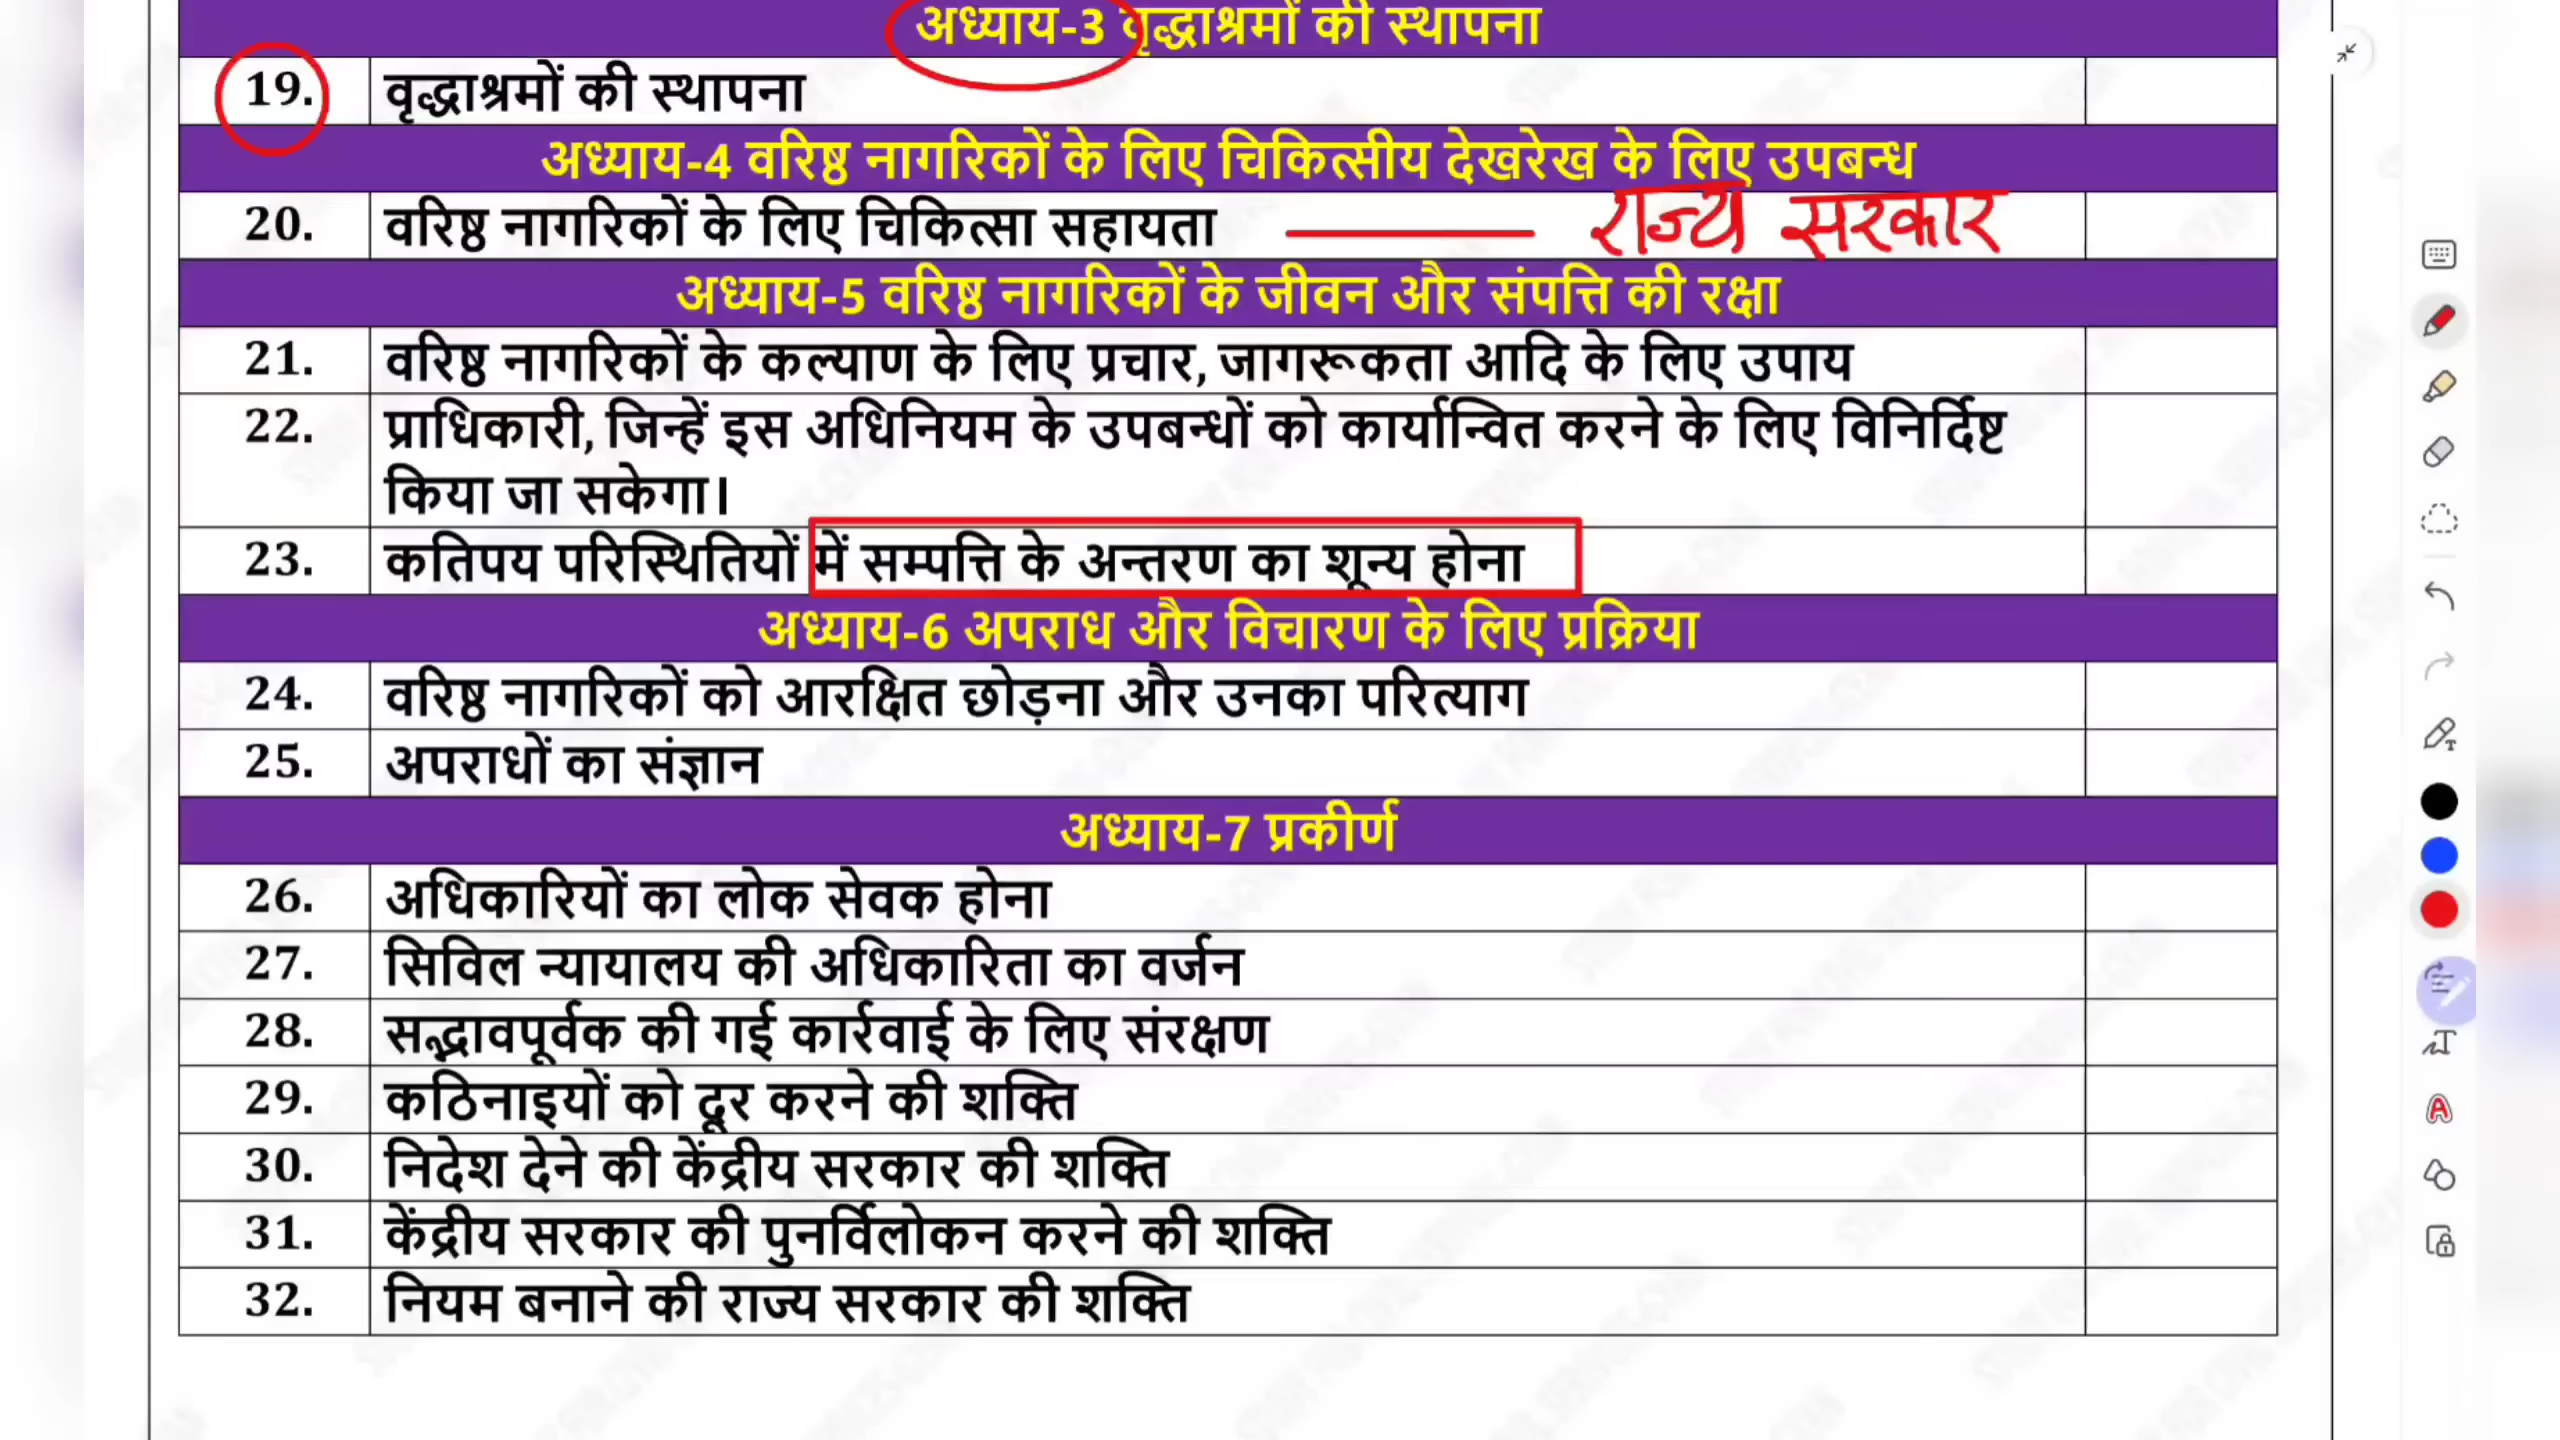 अध्याय-3 वृद्धाश्रमों की स्थापना
19. वृद्धाश्रमों की स्थापना
अध्याय-4 वरिष्ठ नागरिकों के लिए चिकित्सीय देखरेख के लिए उपबन्ध
20. वरिष्ठ नागरिकों के लिए चिकित्सा सहायता राज्य सरकार
अध्याय-5 वरिष्ठ नागरिकों के जीवन और संपत्ति की रक्षा
21. वरिष्ठ नागरिकों के कल्याण के लिए प्रचार, जागरूकता आदि के लिए उपाय
22. प्राधिकारी, जिन्हें इस अधिनियम के उपबन्धों को कार्यान्वित करने के लिए विनिर्दिष्ट
किया जा सकेगा।
23. कतिपय परिस्थितियों में सम्पत्ति के अन्तरण का शून्य होना
अध्याय-6 अपराध और विचारण के लिए प्रक्रिया
24. वरिष्ठ नागरिकों को आरक्षित छोड़ना और उनका परित्याग
25. अपराधों का संज्ञान
अध्याय-7 प्रकीर्ण
26. अधिकारियों का लोक सेवक होना
27. सिविल न्यायालय की अधिकारिता का वर्जन
28. सद्भावपूर्वक की गई कार्रवाई के लिए संरक्षण
29. कठिनाइयों को दूर करने की शक्ति
30. निदेश देने की केंद्रीय सरकार की शक्ति
31. केंद्रीय सरकार की पुनर्विलोकन करने की शक्ति
32. नियम बनाने की राज्य सरकार की शक्ति